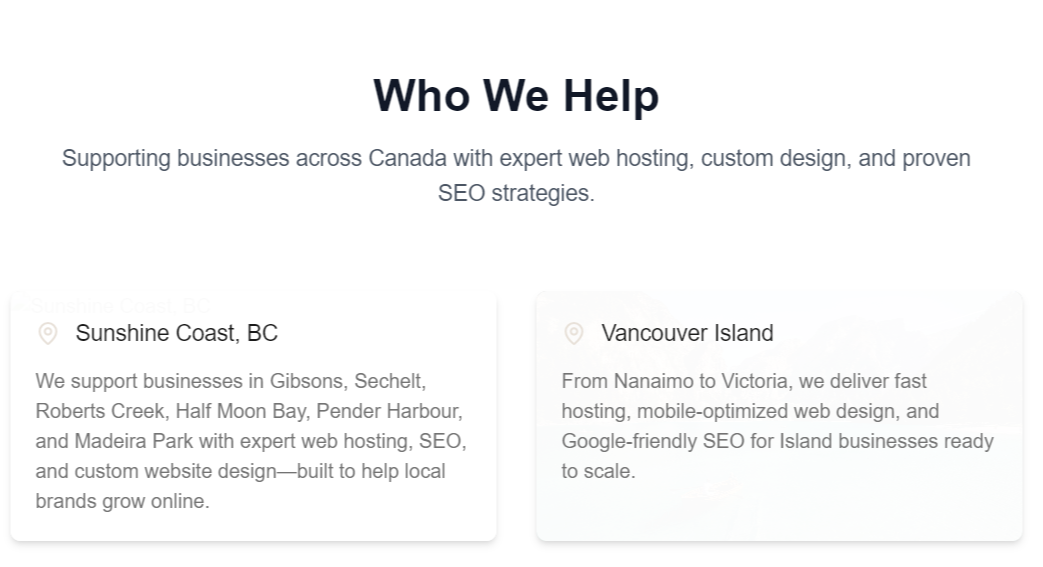 Who We Help
Supporting businesses across Canada with expert web hosting, custom design, and proven
SEO strategies.
Sunshine Coast, BC
Sunshine Coast, BC
We support businesses in Gibsons, Sechelt,
Roberts Creek, Half Moon Bay, Pender Harbour,
and Madeira Park with expert web hosting, SEO,
and custom website design—built to help local
brands grow online.
Vancouver Island
From Nanaimo to Victoria, we deliver fast
hosting, mobile-optimized web design, and
Google-friendly SEO for Island businesses ready
to scale.